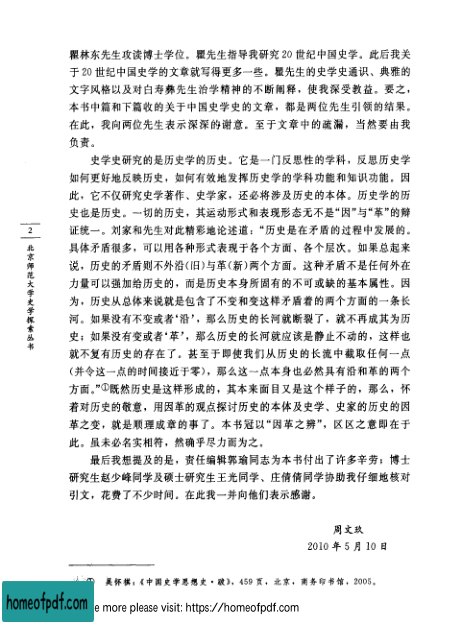 瞿林东先生攻读博士学位。瞿先生指导我研究20世纪中国史学。此后我关
于20世纪中国史学的文章就写得更多一些。瞿先生的史学史通识、典雅的
文字风格以及对白寿彝先生治学精神的不断阐释，使我深受教益。要之，
本书中篇和下篇收的关于中国史学史的文章，都是两位先生引领的结果。
在此，我向两位先生表示深深的谢意。至于文章中的疏漏，当然要由我
负责。
史学史研究的是历史学的历史。它是一门反思性的学科，反思历史学
如何更好地反映历史，如何有效地发挥历史学的学科功能和知识功能。因
此，它不仅研究史学著作、史学家，还必将涉及历史的本体。历史学的历
史也是历史。一切的历史，其运动形式和表现形态无不是“因”与“革”的辩
证统一。刘家和先生对此精彩地论述道：“历史是在矛盾的过程中发展的。
具体矛盾很多，可以用各种形式表现于各个方面、各个层次。如果总起来
说，历史的矛盾则不外沿(旧)与革(新)两个方面。这种矛盾不是任何外在
力量可以强加给历史的，而是历史本身所固有的不可或缺的基本属性。因
为，历史从总体来说就是包含了不变和变这样矛盾着的两个方面的一条长
河。如果没有不变或者‘沿’，那么历史的长河就断裂了，就不再成其为历
史；如果没有变或者‘革’，那么历史的长河就应该是静止不动的，这样也
就不复有历史的存在了。甚至于即使我们从历史的长流中截取任何一点
(并令这一点的时间接近于零)，那么这一点本身也必然具有沿和革的两个
方面。”①既然历史是这样形成的，其本来面目又是这个样子的，那么，怀
着对历史的敬意，用因革的观点探讨历史的本体及史学、史家的历史的因
革之变，就是顺理成章的事了。本书冠以“因革之辨”，区区之意即在于
此。虽未必名实相符，然确乎尽力而为之。
最后我想提及的是，责任编辑郭瑜同志为本书付出了许多辛劳；博士
研究生赵少峰同学及硕士研究生王光同学、庄倩倩同学协助我仔细地核对
引文，花费了不少时间。在此我一并向他们表示感谢。
周文玖
2010年5月10日
2
北京师范大学史学探索丛书
① 吴怀祺：《中国史学思想史·跋》，459页，北京，商务印书馆，2005。
homeofpdf.com
e more please visit: https://homeofpdf.com